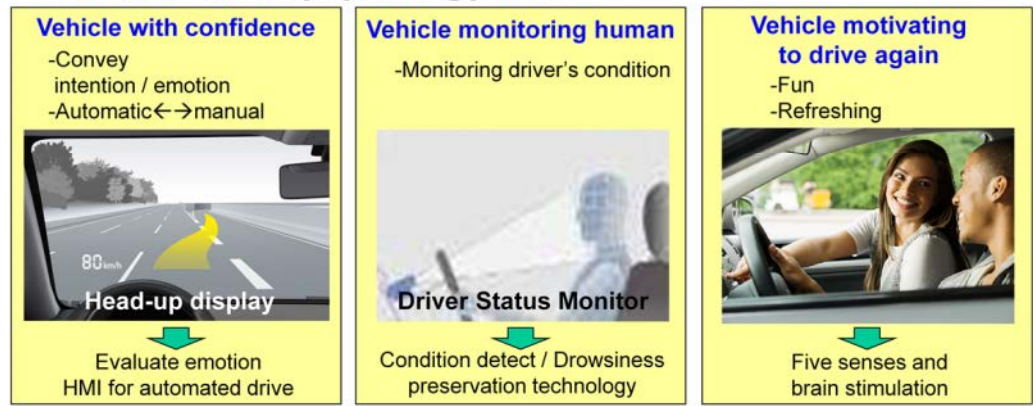 Vehicle with confidence
-Convey
intention / emotion
-Automatic←→manual
80 km/h
Head-up display
Evaluate emotion
HMI for automated drive
Vehicle monitoring human
-Monitoring driver's condition
Driver Status Monitor
Condition detect / Drowsiness
preservation technology
Vehicle motivating
to drive again
-Fun
-Refreshing
Five senses and
brain stimulation